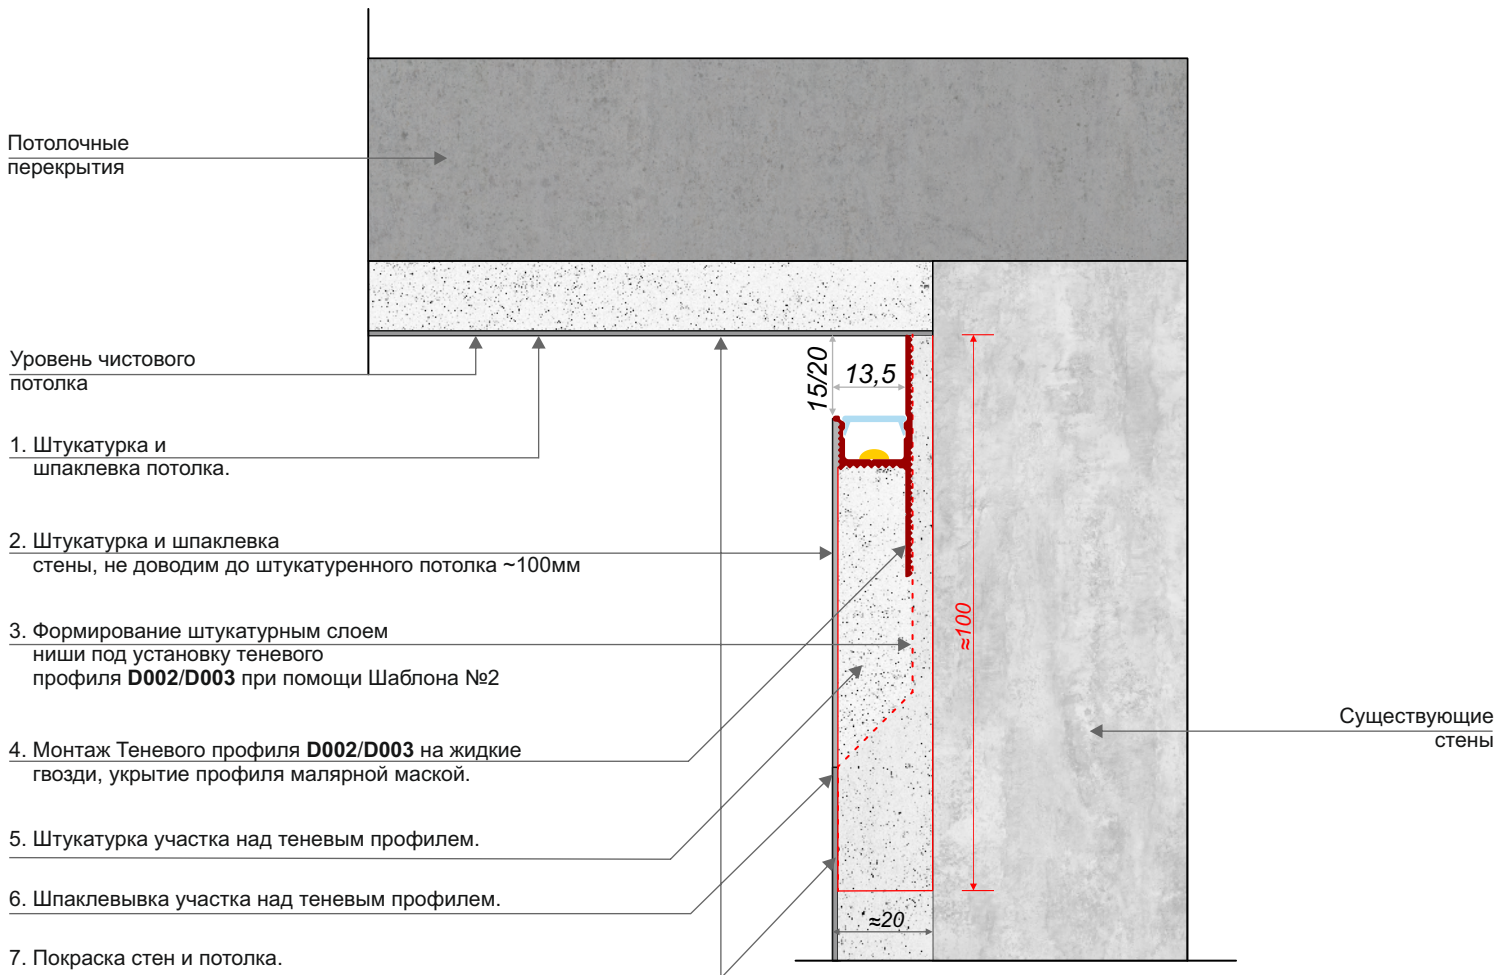 Потолочные
перекрытия
Уровень чистового
потолка
1. Штукатурка и
шпаклевка потолка.
2. Штукатурка и шпаклевка
стены, не доводим до штукатуренного потолка ~100мм
3. Формирование штукатурным слоем
ниши под установку теневого
профиля D002/D003 при помощи Шаблона №2
4. Монтаж Теневого профиля D002/D003 на жидкие
гвозди, укрытие профиля малярной маской.
5. Штукатурка участка над теневым профилем.
6. Шпаклевывка участка над теневым профилем.
7. Покраска стен и потолка.
15/20
13,5
≈100
≈20
Существующие
стены